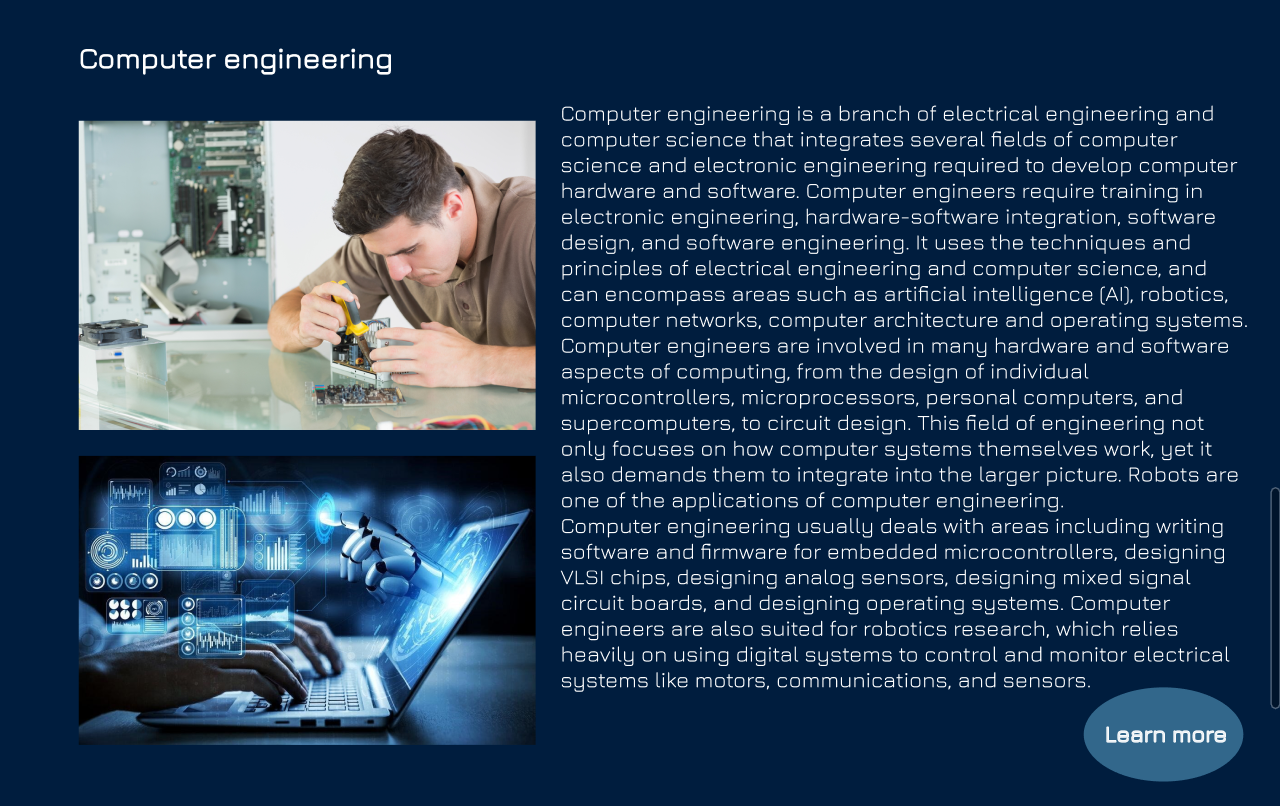 Computer engineering
Computer engineering is a branch of electrical engineering and
computer science that integrates several fields of computer
science and electronic engineering required to develop computer
hardware and software. Computer engineers require training in
electronic engineering, hardware-software integration, software
design, and software engineering. It uses the techniques and
principles of electrical engineering and computer science, and
can encompass areas such as artificial intelligence (AI), robotics,
computer networks, computer architecture and operating systems.
Computer engineers are involved in many hardware and software
aspects of computing, from the design of individual
microcontrollers, microprocessors, personal computers, and
supercomputers, to circuit design. This field of engineering not
only focuses on how computer systems themselves work, yet it
also demands them to integrate into the larger picture. Robots are
one of the applications of computer engineering.
Computer engineering usually deals with areas including writing
software and firmware for embedded microcontrollers, designing
VLSI chips, designing analog sensors, designing mixed signal
circuit boards, and designing operating systems. Computer
engineers are also suited for robotics research, which relies
heavily on using digital systems to control and monitor electrical
systems like motors, communications, and sensors.
Learn more